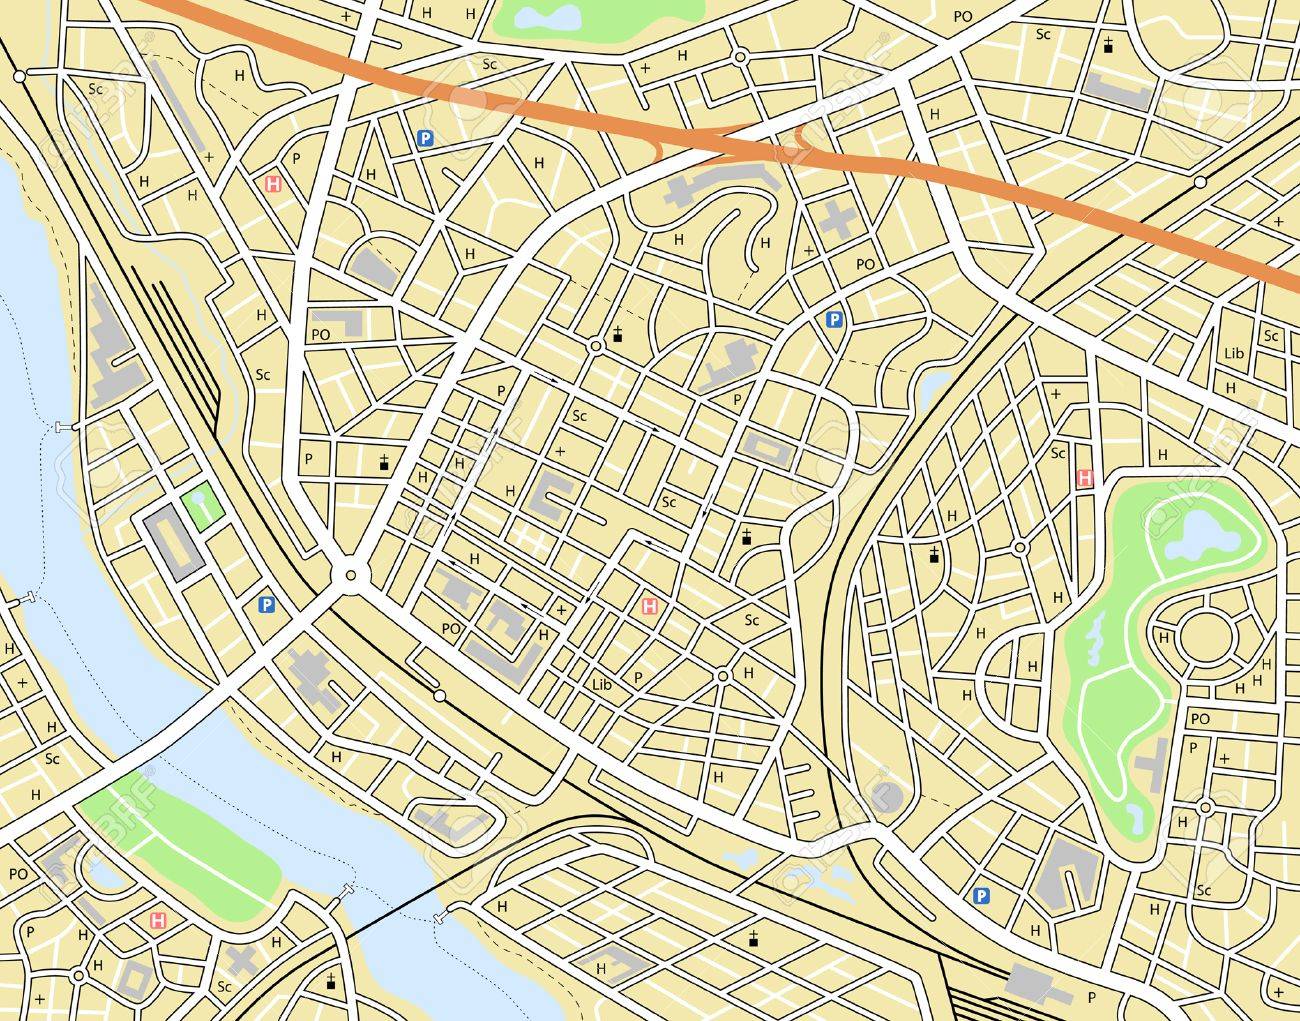 + H H PO
Sc H + Sc
H Sc
Sc P H
+ P H H
H H P
H H + PO
H P
H PO Sc
Sc P P Lib
Sc + H
P + Sc H
H H H Sc H
H H
H H
P + H
PO H Sc H
H H H
+ Lib P H H H
H H
Sc H PO
H H P +
H
PO P
H H Sc
P H H H H
H H
+ Sc P +